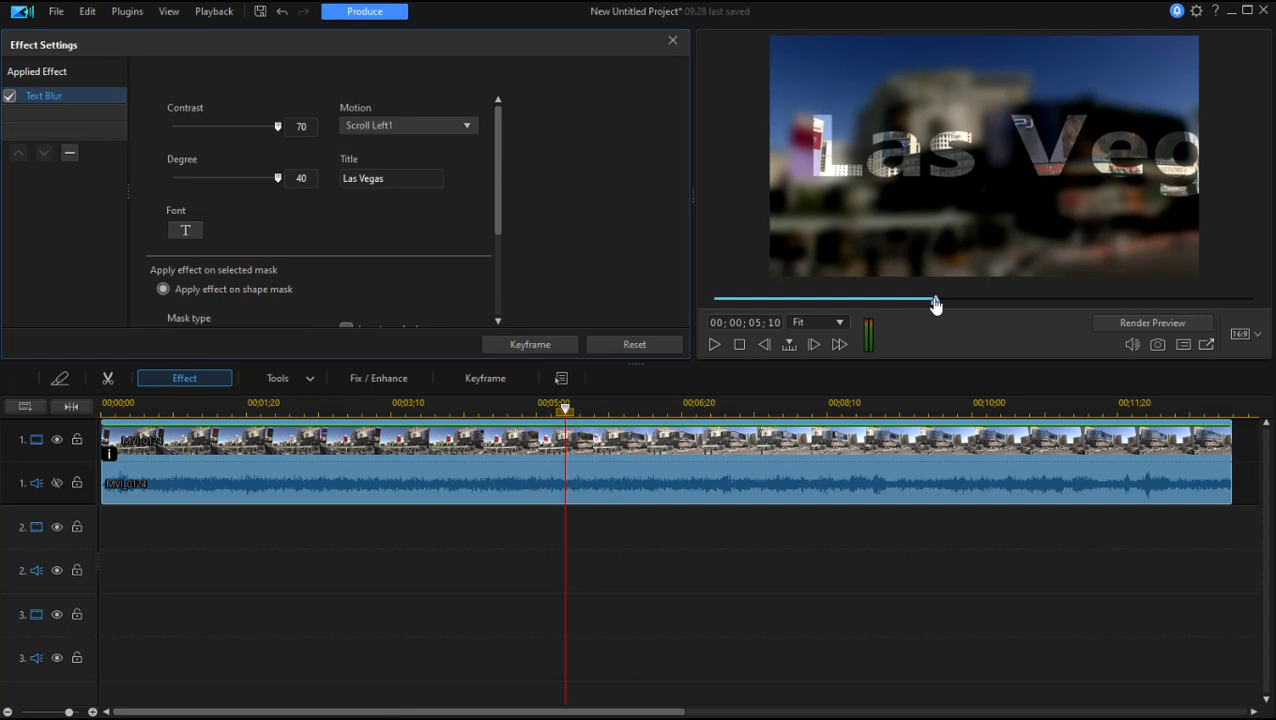 File Edit Plugins View Playback Produce New Untitled Project* 09:28 last saved
Effect Settings
Applied Effect
Text Blur
Contrast
70
Motion
Scroll Left1
Degree
40
Title
Las Vegas
Font
T
Apply effect on selected mask
Apply effect on shape mask
Mask type
Keyframe Reset
Las Veg
00; 00; 05; 10 Fit Render Preview
16:9
Effect Tools Fix / Enhance Keyframe
00;00;00 00;01;20 00;03;10 00;05;00 00;06;20 00;08;10 00;10;00 00;11;20
1. MVI_0124
i
1. MVI_0124
2.
2.
3.
3.